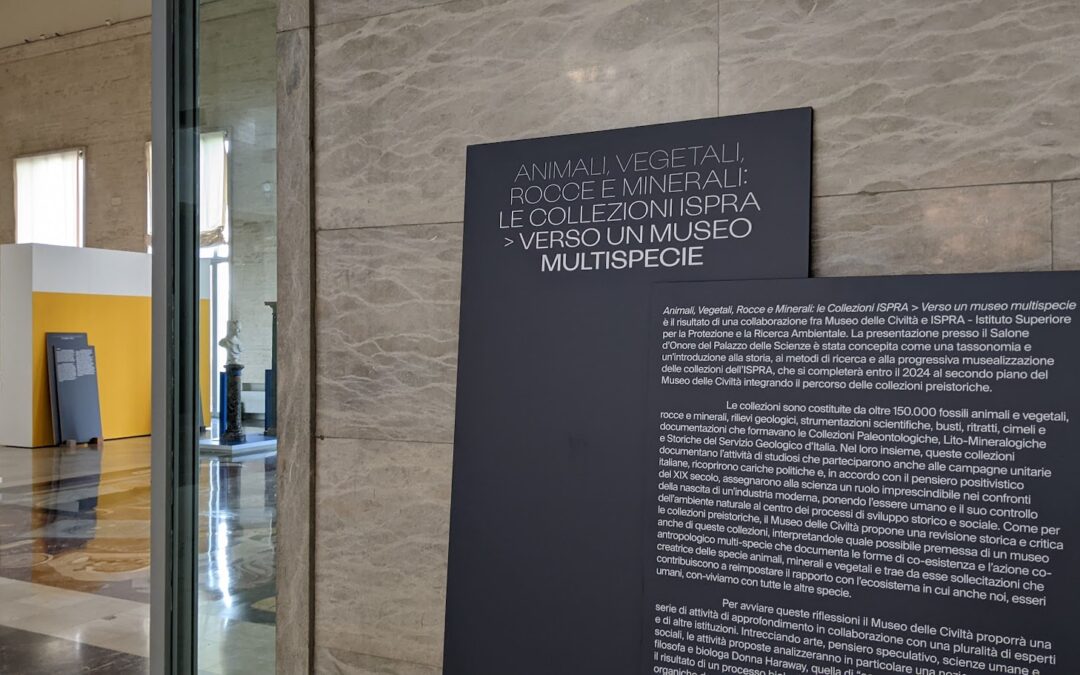 ANIMALI, VEGETALI,
ROCCE E MINERALI:
LE COLLEZIONI ISPRA
> VERSO UN MUSEO
MULTISPECIE
Animali, Vegetali, Rocce e Minerali: le Collezioni ISPRA > Verso un museo multispecie
è il risultato di una collaborazione fra Museo delle Civiltà e ISPRA - Istituto Superiore
per la Protezione e la Ricerca Ambientale. La presentazione presso il Salone
d'Onore del Palazzo delle Scienze è stata concepita come una tassonomia e
un'introduzione alla storia, ai metodi di ricerca e alla progressiva musealizzazione
delle collezioni dell'ISPRA, che si completerà entro il 2024 al secondo piano del
Museo delle Civiltà integrando il percorso delle collezioni preistoriche.
Le collezioni sono costituite da oltre 150.000 fossili animali e vegetali,
rocce e minerali, rilievi geologici, strumentazioni scientifiche, busti, ritratti, cimeli e
documentazioni che formavano le Collezioni Paleontologiche, Lito-Mineralogiche
e Storiche del Servizio Geologico d'Italia. Nel loro insieme, queste collezioni
documentano l'attività di studiosi che parteciparono anche alle campagne unitarie
italiane, ricoprirono cariche politiche e, in accordo con il pensiero positivistico
del XIX secolo, assegnarono alla scienza un ruolo imprescindibile nei confronti
della nascita di un'industria moderna, ponendo l'essere umano e il suo controllo
dell'ambiente naturale al centro dei processi di sviluppo storico e sociale. Come per
le collezioni preistoriche, il Museo delle Civiltà propone una revisione storica e critica
anche di queste collezioni, interpretandole quale possibile premessa di un museo
antropologico multi-specie che documenta le forme di co-esistenza e l'azione co-
creatrice delle specie animali, minerali e vegetali e trae da esse sollecitazioni che
contribuiscono a reimpostare il rapporto con l'ecosistema in cui anche noi, esseri
umani, con-viviamo con tutte le altre specie.
Per avviare queste riflessioni il Museo delle Civiltà proporrà una
serie di attività di approfondimento in collaborazione con una pluralità di esperti
e di altre istituzioni. Intrecciando arte, pensiero speculativo, scienze umane e
sociali, le attività proposte analizzeranno in particolare una
filosofa e biologa Donna Haraway, quella di
il risultato di un processo
organiche